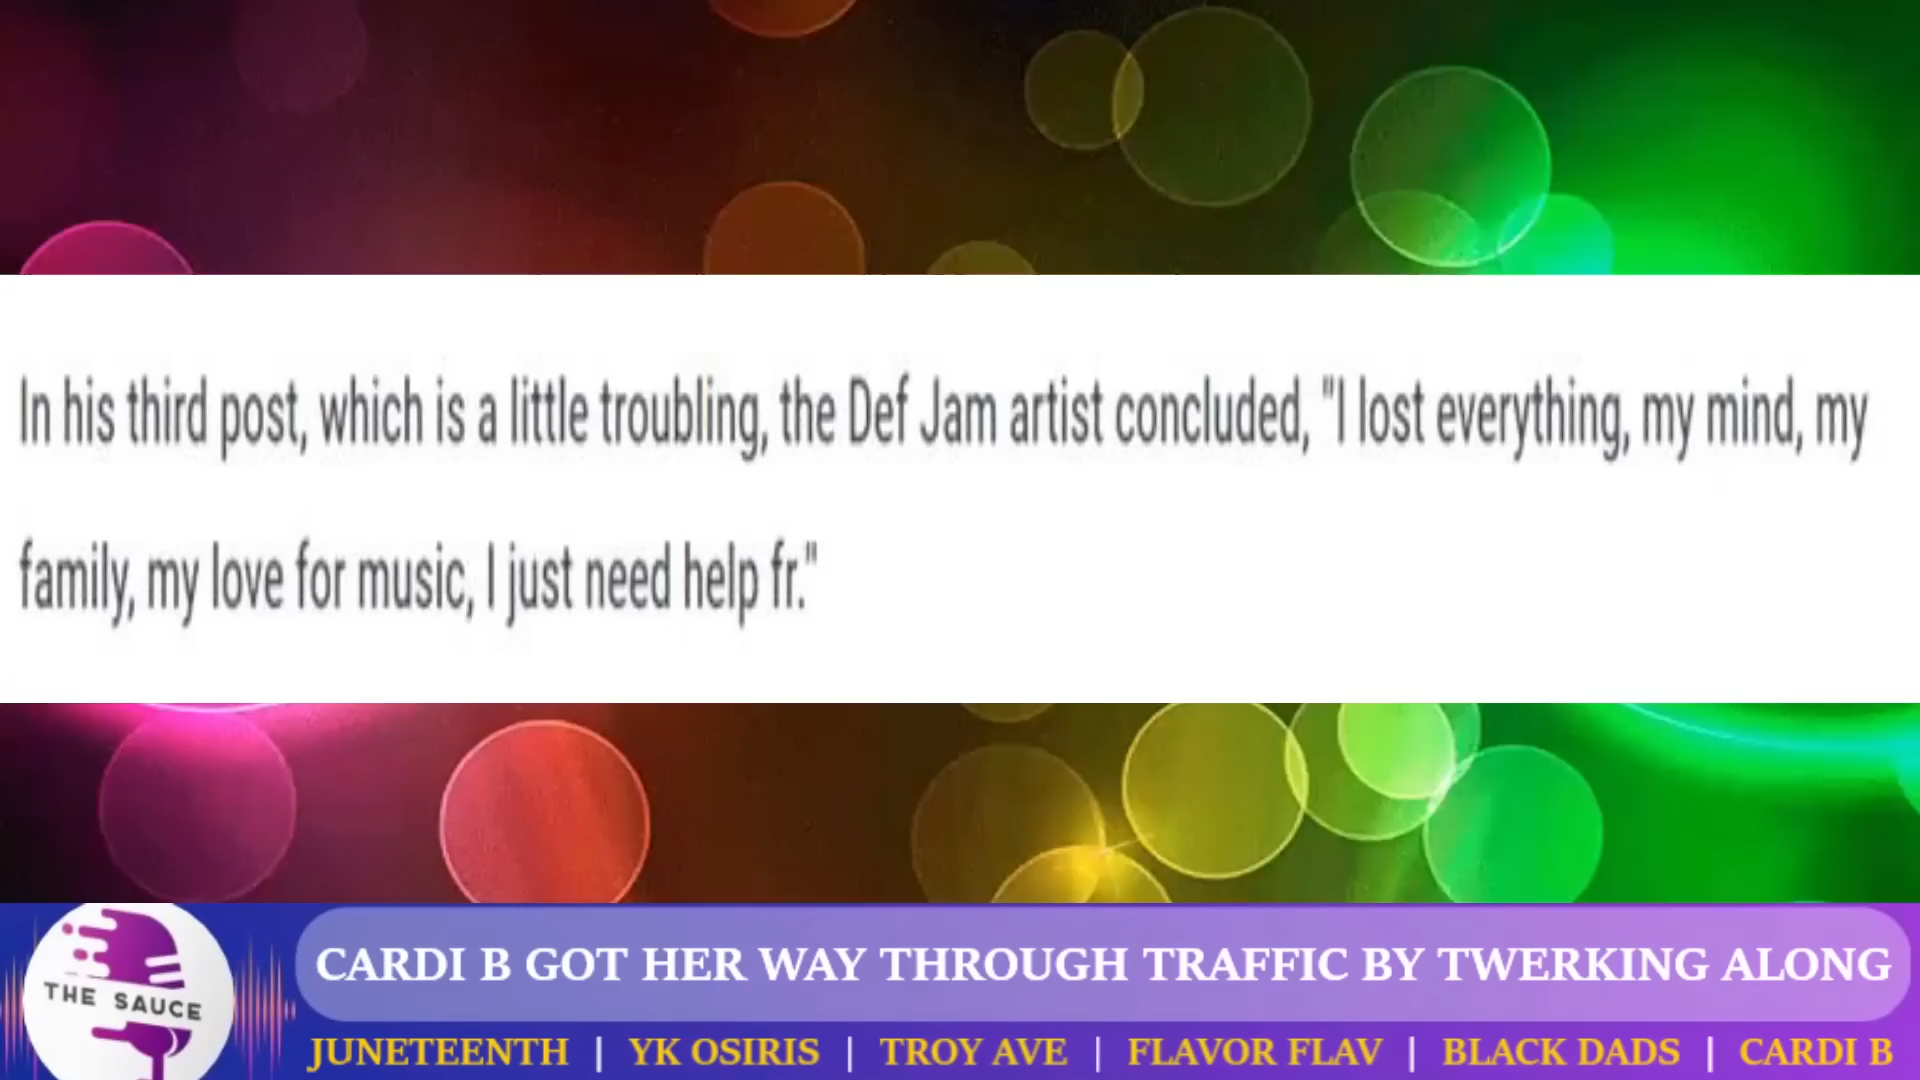 In his third post, which is a little troubling, the Def Jam artist concluded, "I lost everything, my mind, my
family, my love for music, I just need help fr."
THE SAUCE
CARDI B GOT HER WAY THROUGH TRAFFIC BY TWERKING ALONG
JUNETEENTH | YK OSIRIS | TROY AVE | FLAVOR FLAV | BLACK DADS | CARDI B